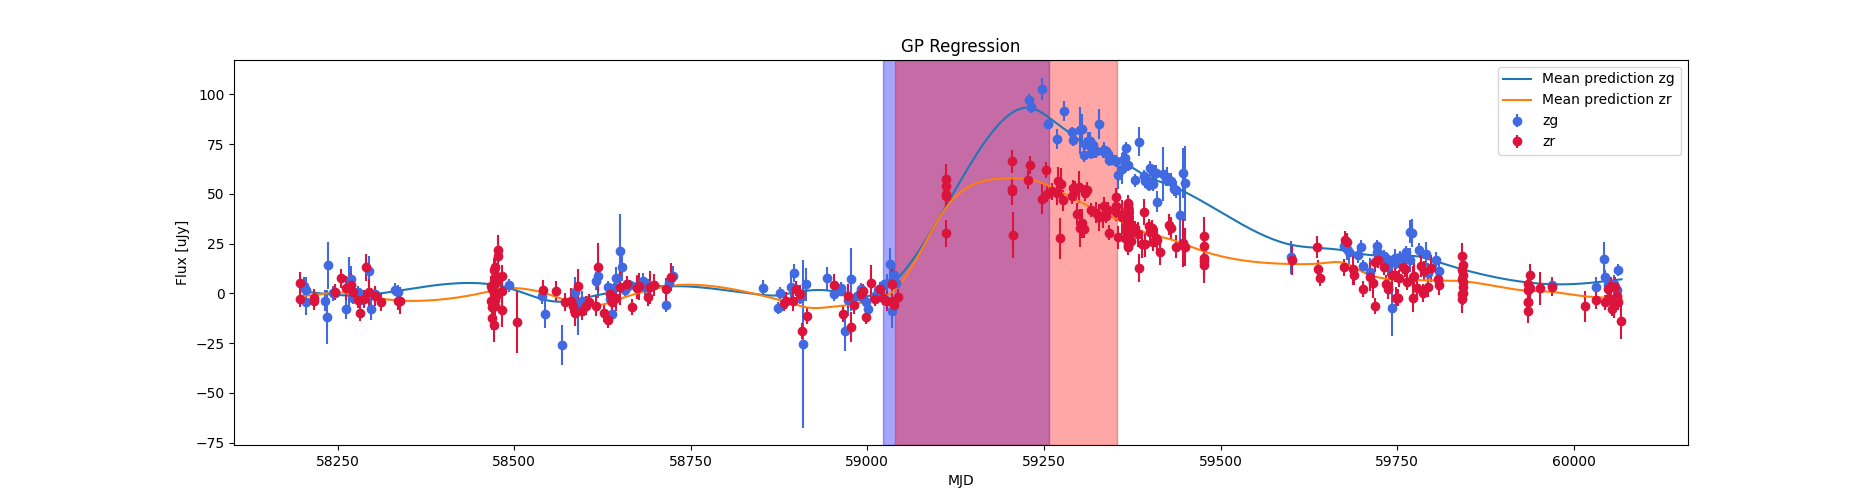 GP Regression
Flux [uJy]
100
75
50
25
0
−25
−50
−75
58250 58500 58750 59000 59250 59500 59750 60000
MJD
Mean prediction zg
Mean prediction zr
zg
zr